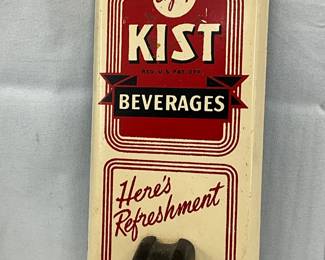 KIST
REG. U.S. PAT. OFF.
BEVERAGES
Here's
Refreshment